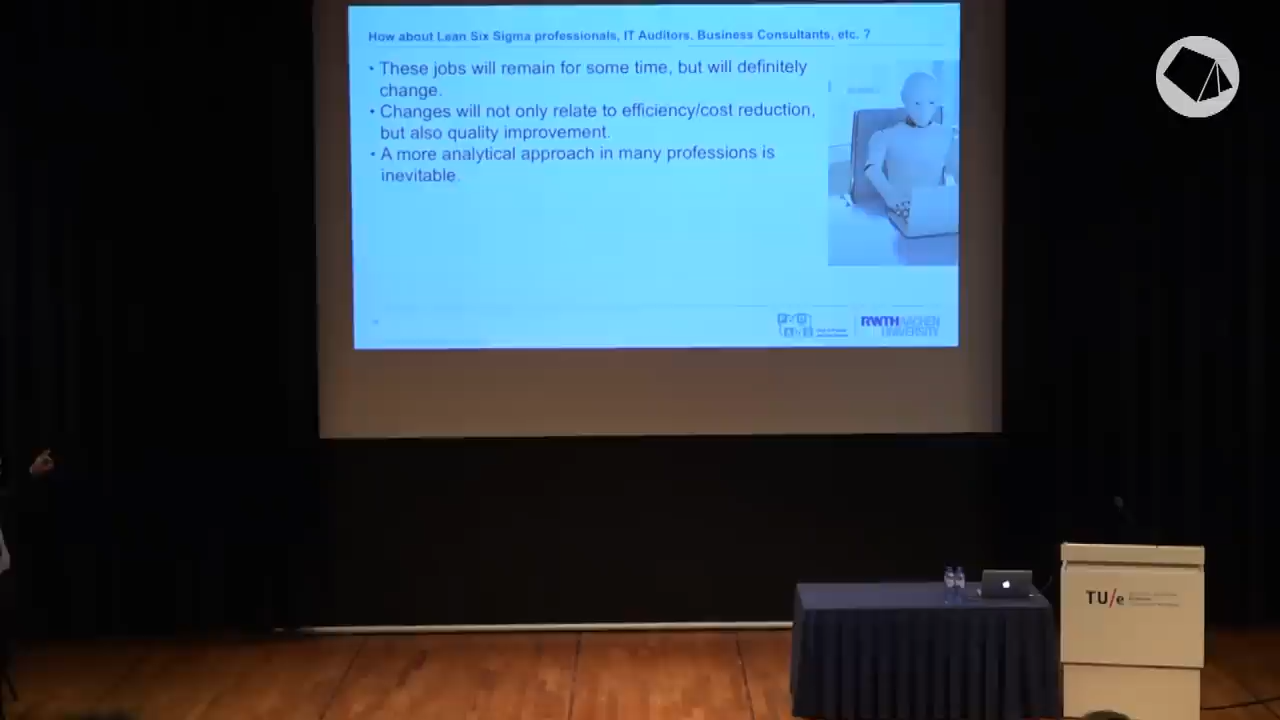 How about Lean Six Sigma professionals, IT Auditors, Business Consultants, etc. ?
• These jobs will remain for some time, but will definitely
change.
• Changes will not only relate to efficiency/cost reduction,
but also quality improvement.
• A more analytical approach in many professions is
inevitable.
RWTHAACHEN
UNIVERSITY
TU/e